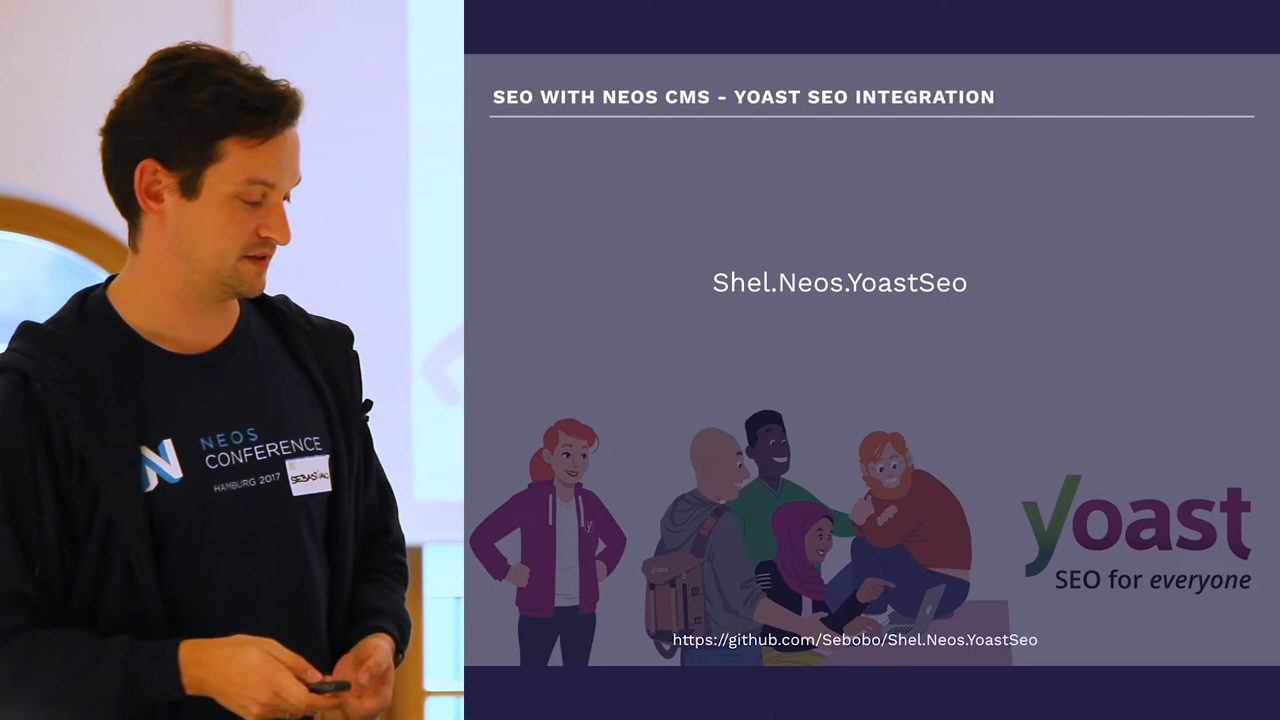 SEO WITH NEOS CMS - YOAST SEO INTEGRATION
Shel.Neos.YoastSeo
yoast
SEO for everyone
https://github.com/Sebobo/Shel.Neos.YoastSeo
N
NEOS
CONFERENCE
HAMBURG 2017
SEBASTIAN